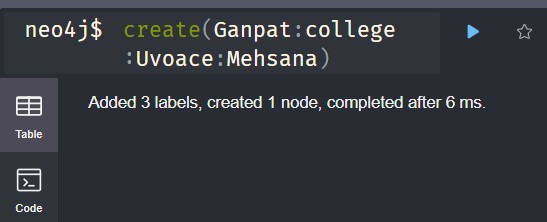 neo4j$ create(Ganpat:college
:Uvoace:Mehsana)
Added 3 labels, created 1 node, completed after 6 ms.
Table
Code